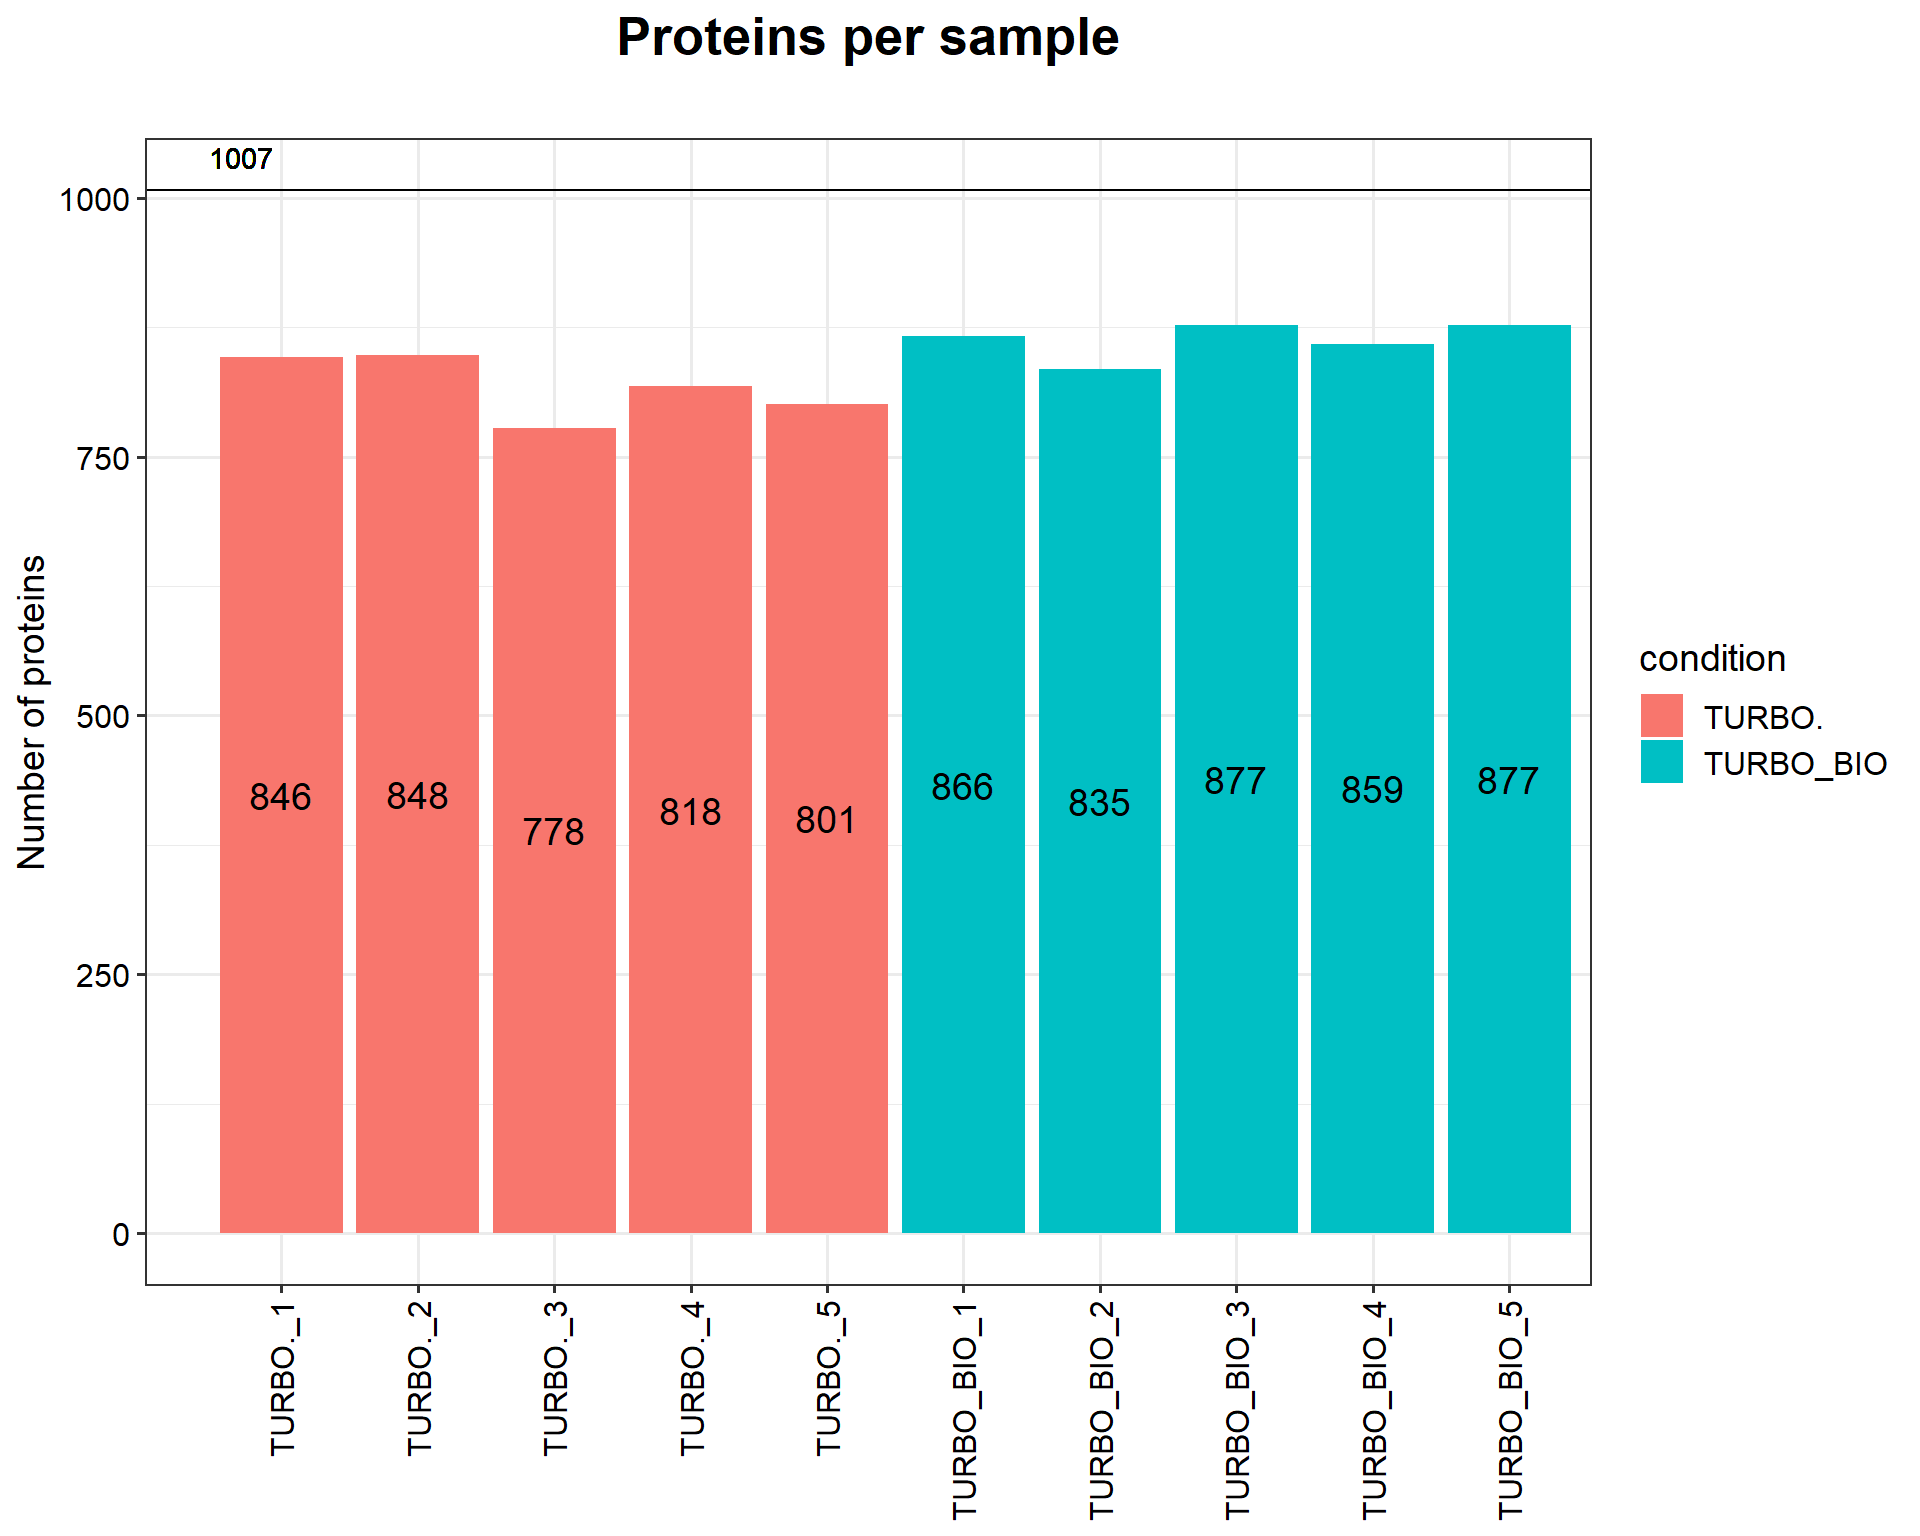 Proteins per sample
1007
1000
750
500
250
0
Number of proteins
846
848
778
818
801
866
835
877
859
877
TURBO._1
TURBO._2
TURBO._3
TURBO._4
TURBO._5
TURBO_BIO_1
TURBO_BIO_2
TURBO_BIO_3
TURBO_BIO_4
TURBO_BIO_5
condition
TURBO.
TURBO_BIO